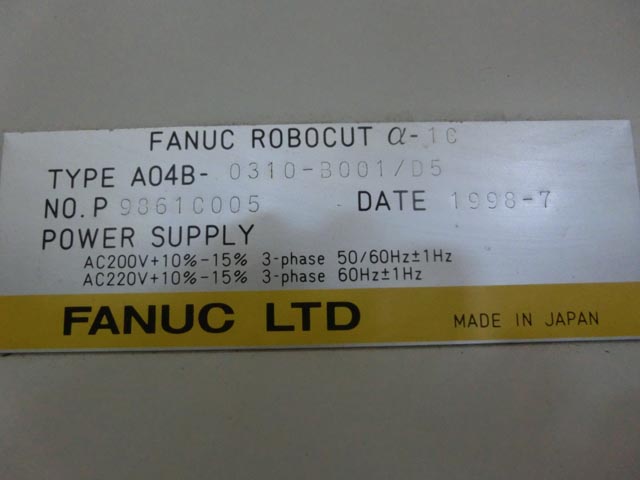 FANUC ROBOCUT α-1C
TYPE A04B- 0310-B001/D5
NO. P 9861C005 DATE 1998-7
POWER SUPPLY
AC200V+10%-15% 3-phase 50/60Hz±1Hz
AC220V+10%-15% 3-phase 60Hz±1Hz
FANUC LTD MADE IN JAPAN